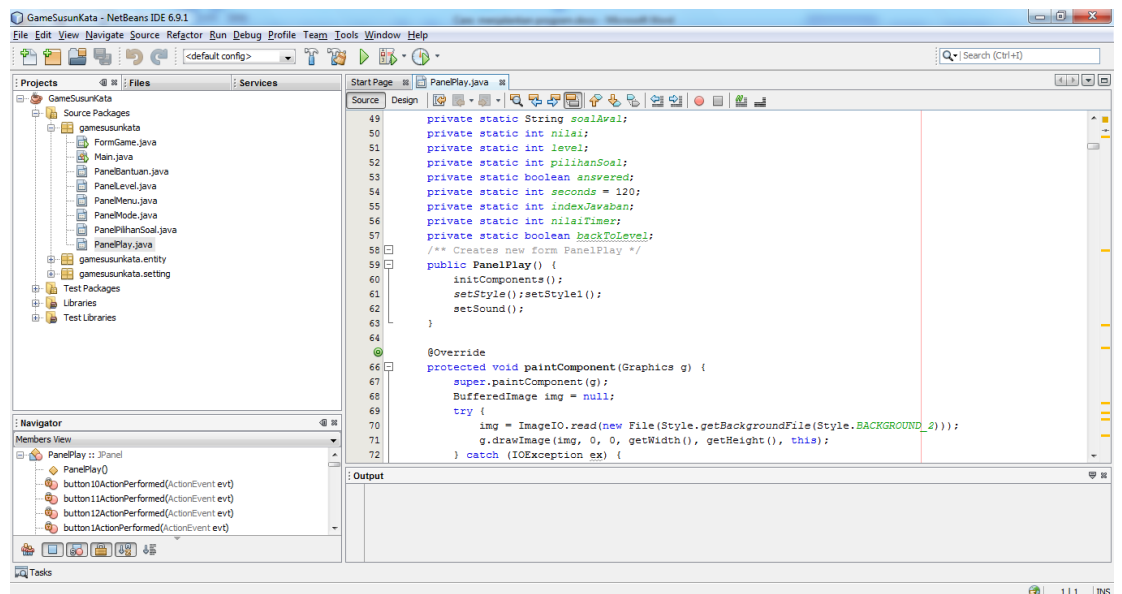 GameSusunKata - NetBeans IDE 6.9.1
File Edit View Navigate Source Refactor Run Debug Profile Team Tools Window Help
<default config>
Search (Ctrl+I)
Projects Files Services
GameSusunKata
Source Packages
gamesusunkata
FormGame.java
Main.java
PanelBantuan.java
PanelLevel.java
PanelMenu.java
PanelMode.java
PanelPilihanSoal.java
PanelPlay.java
gamesusunkata.entity
gamesusunkata.setting
Test Packages
Libraries
Test Libraries
Navigator
Members View
PanelPlay :: JPanel
PanelPlay()
button10ActionPerformed(ActionEvent evt)
button11ActionPerformed(ActionEvent evt)
button12ActionPerformed(ActionEvent evt)
button1ActionPerformed(ActionEvent evt)
Start Page PanelPlay.java
Source Design
49 private static String soalAwal;
50 private static int nilai;
51 private static int level;
52 private static int pilihanSoal;
53 private static boolean answered;
54 private static int seconds = 120;
55 private static int indexJawaban;
56 private static int nilaiTimer;
57 private static boolean backToLevel;
58 /** Creates new form PanelPlay */
59 public PanelPlay() {
60 initComponents();
61 setStyle();setStyle1();
62 setSound();
63 }
64
@Override
66 protected void paintComponent(Graphics g) {
67 super.paintComponent(g);
68 BufferedImage img = null;
69 try {
70 img = ImageIO.read(new File(Style.getBackgroundFile(Style.BACKGROUND_2)));
71 g.drawImage(img, 0, 0, getWidth(), getHeight(), this);
72 } catch (IOException ex) {
Output
Tasks
1 | 1 INS